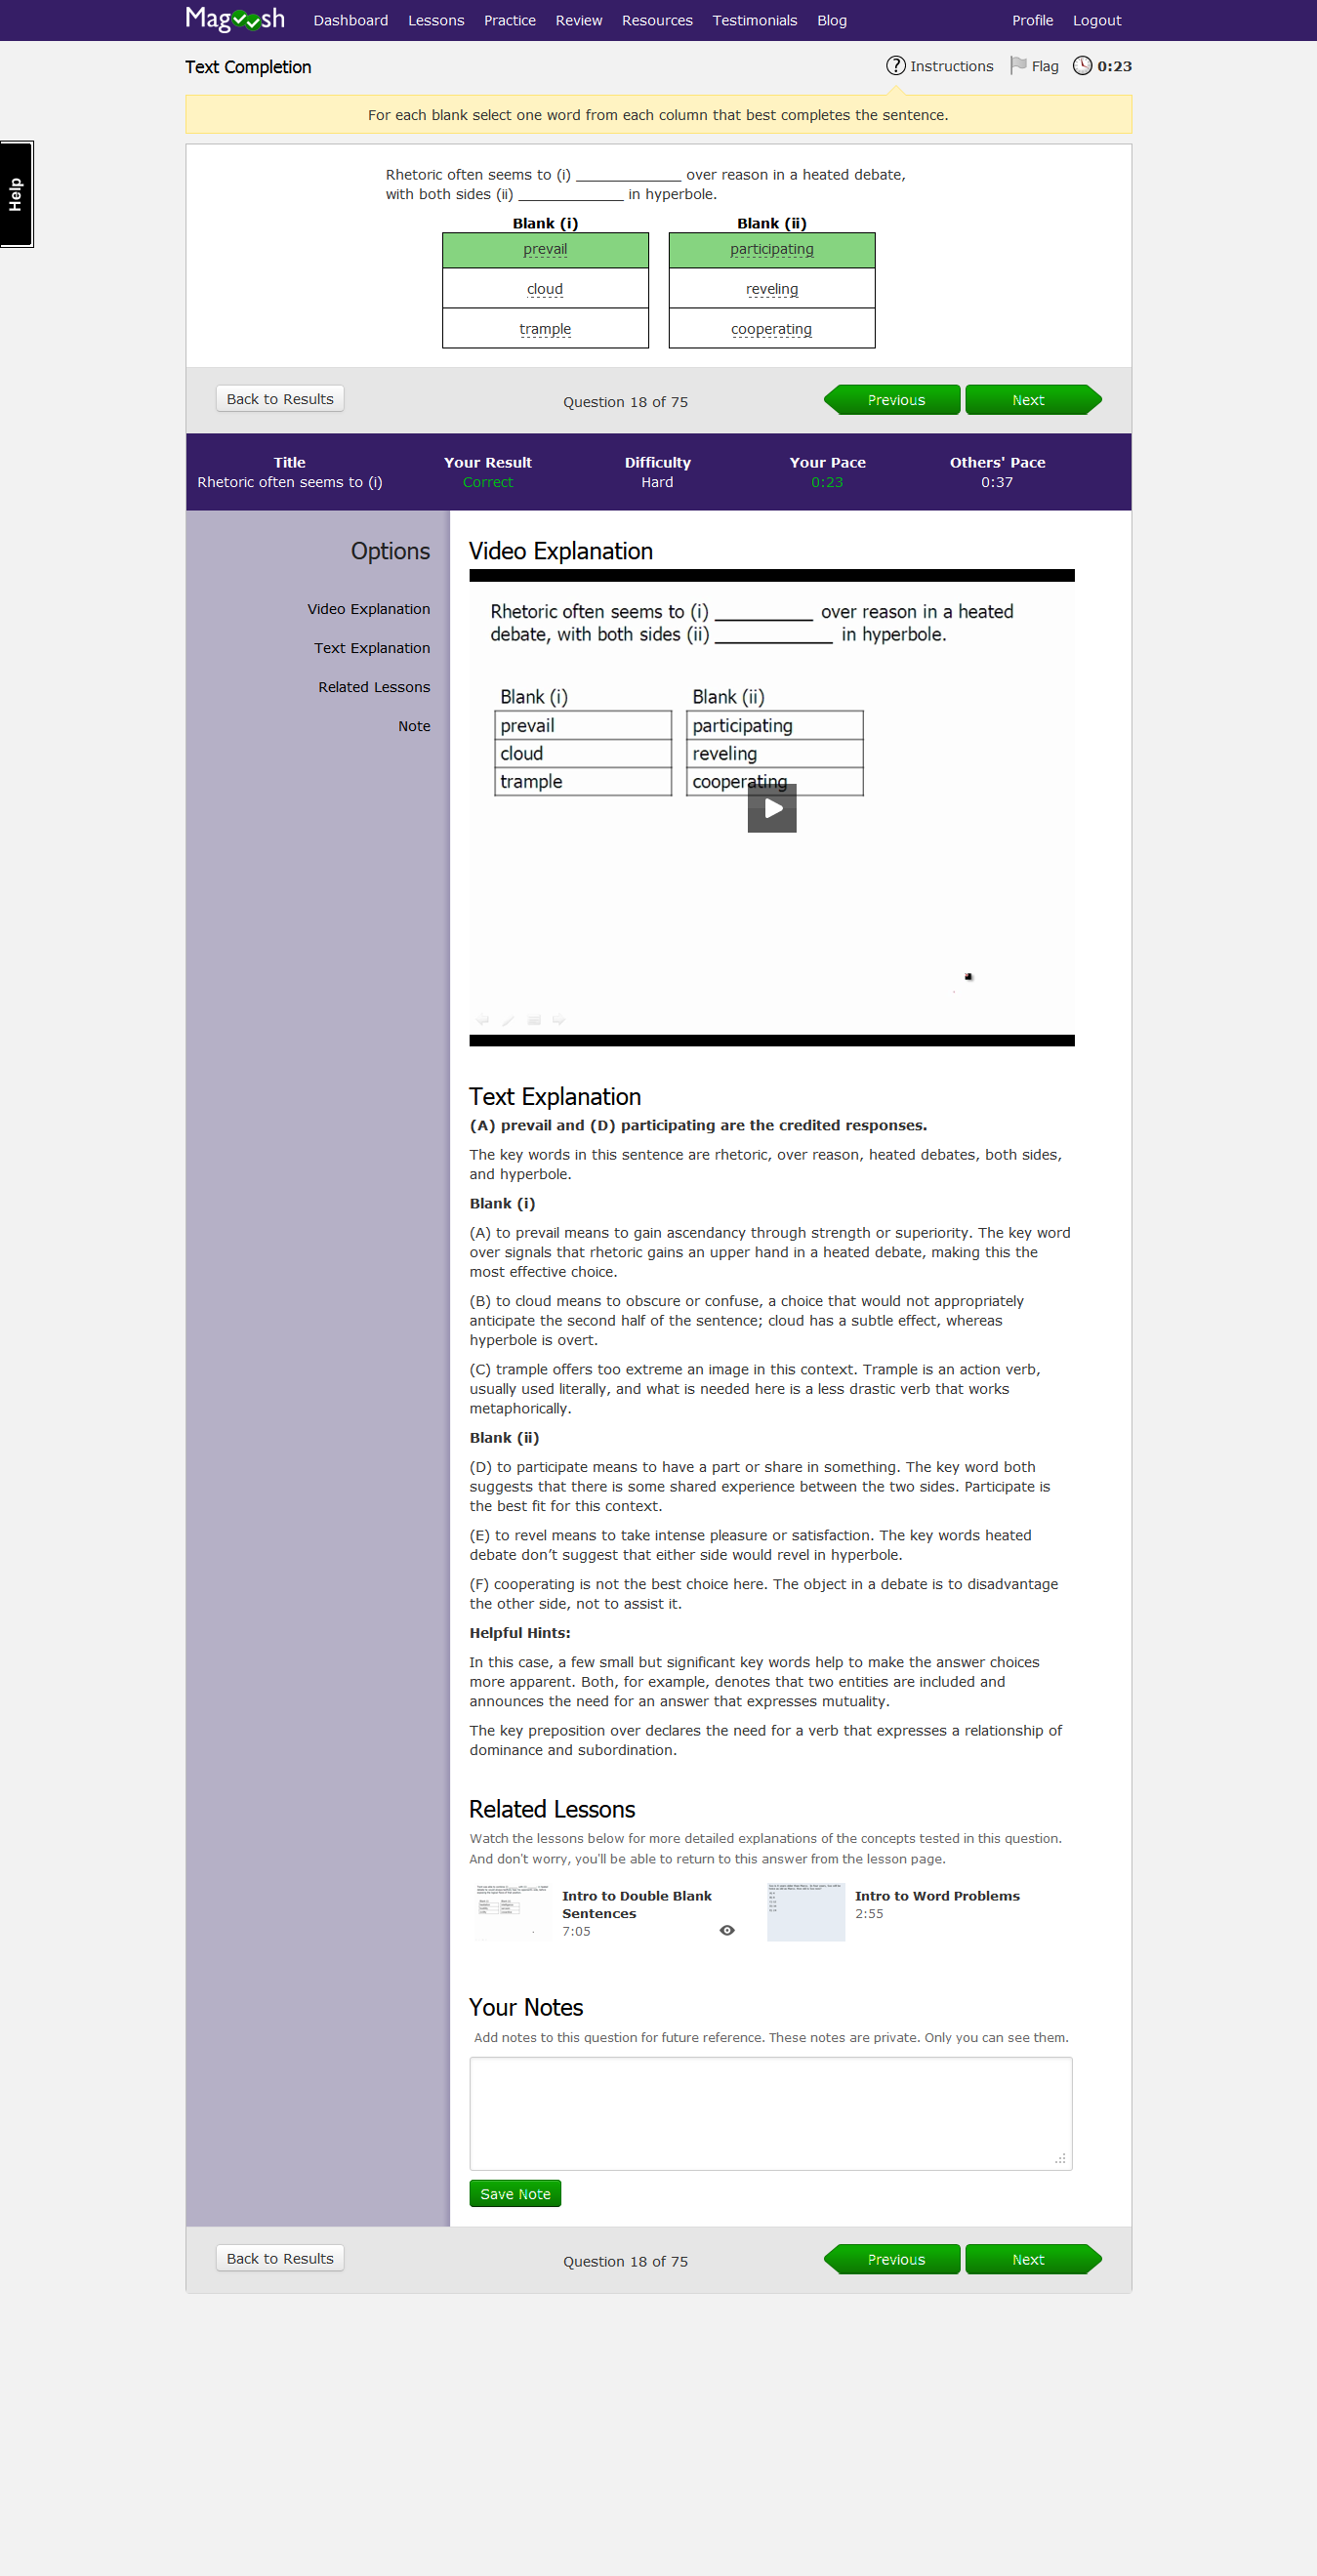 Magoosh Dashboard Lessons Practice Review Resources Testimonials Blog Profile Logout
Text Completion Instructions Flag 0:23
For each blank select one word from each column that best completes the sentence.
Help
Rhetoric often seems to (i) ______________ over reason in a heated debate,
with both sides (ii) ______________ in hyperbole.
Blank (i) Blank (ii)
prevail participating
cloud reveling
trample cooperating
Back to Results Question 18 of 75 Previous Next
Title Your Result Difficulty Your Pace Others' Pace
Rhetoric often seems to (i) Correct Hard 0:23 0:37
Options
Video Explanation
Text Explanation
Related Lessons
Note
Video Explanation
Rhetoric often seems to (i) __________ over reason in a heated
debate, with both sides (ii) ____________ in hyperbole.
Blank (i) Blank (ii)
prevail participating
cloud reveling
trample cooperating
Text Explanation
(A) prevail and (D) participating are the credited responses.
The key words in this sentence are rhetoric, over reason, heated debates, both sides,
and hyperbole.
Blank (i)
(A) to prevail means to gain ascendancy through strength or superiority. The key word
over signals that rhetoric gains an upper hand in a heated debate, making this the
most effective choice.
(B) to cloud means to obscure or confuse, a choice that would not appropriately
anticipate the second half of the sentence; cloud has a subtle effect, whereas
hyperbole is overt.
(C) trample offers too extreme an image in this context. Trample is an action verb,
usually used literally, and what is needed here is a less drastic verb that works
metaphorically.
Blank (ii)
(D) to participate means to have a part or share in something. The key word both
suggests that there is some shared experience between the two sides. Participate is
the best fit for this context.
(E) to revel means to take intense pleasure or satisfaction. The key words heated
debate don’t suggest that either side would revel in hyperbole.
(F) cooperating is not the best choice here. The object in a debate is to disadvantage
the other side, not to assist it.
Helpful Hints:
In this case, a few small but significant key words help to make the answer choices
more apparent. Both, for example, denotes that two entities are included and
announces the need for an answer that expresses mutuality.
The key preposition over declares the need for a verb that expresses a relationship of
dominance and subordination.
Related Lessons
Watch the lessons below for more detailed explanations of the concepts tested in this question.
And don't worry, you'll be able to return to this answer from the lesson page.
Intro to Double Blank
Sentences
7:05
Intro to Word Problems
2:55
Your Notes
Add notes to this question for future reference. These notes are private. Only you can see them.
Save Note
Back to Results Question 18 of 75 Previous Next